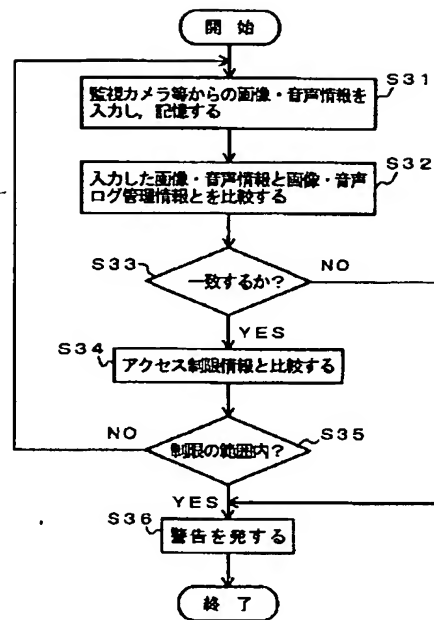 開始
S31
監視カメラ等からの画像・音声情報を
入力し,記憶する
S32
入力した画像・音声情報と画像・音声
ログ管理情報とを比較する
S33
一致するか?
NO
YES
S34
アクセス制限情報と比較する
NO
制限の範囲内?
S35
YES
S36
警告を発する
終了